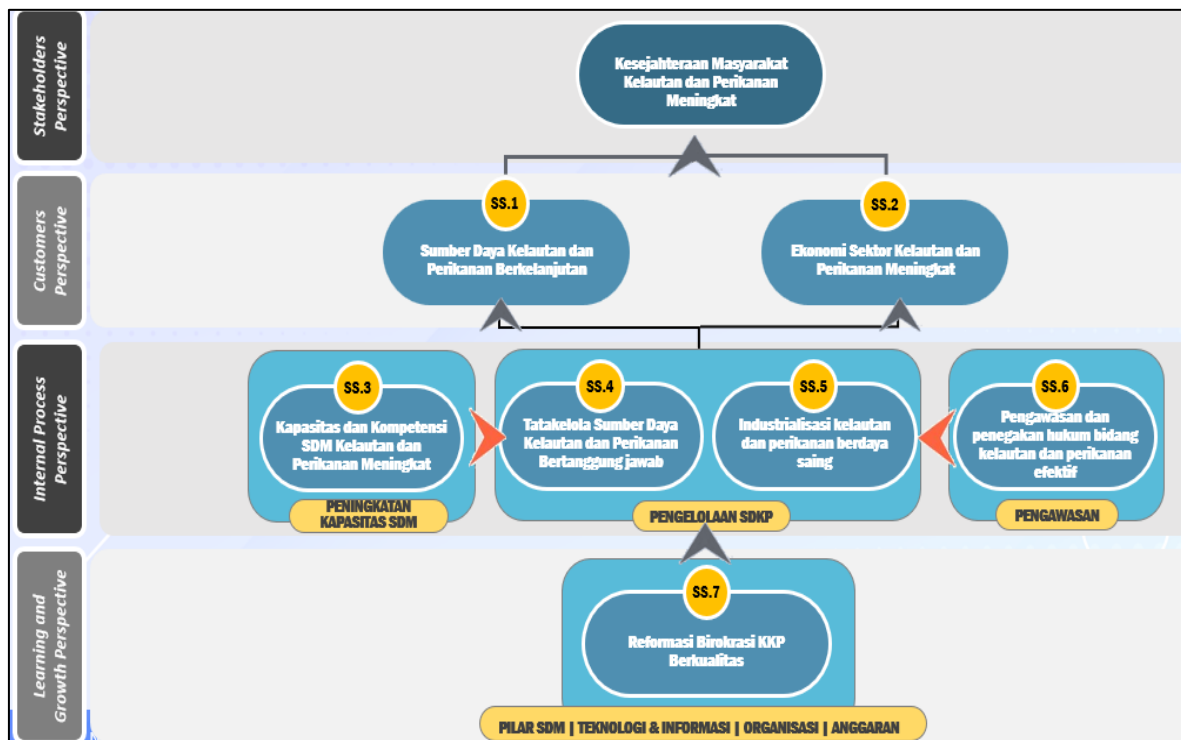 Stakeholders
Perspective
Kesejahteraan Masyarakat
Kelautan dan Perikanan
Meningkat
Customers
Perspective
SS.1
Sumber Daya Kelautan dan
Perikanan Berkelanjutan
SS.2
Ekonomi Sektor Kelautan dan
Perikanan Meningkat
Internal Process
Perspective
SS.3
Kapasitas dan Kompetensi
SDM Kelautan dan
Perikanan Meningkat
PENINGKATAN
KAPASITAS SDM
SS.4
Tatakelola Sumber Daya
Kelautan dan Perikanan
Bertanggung jawab
SS.5
Industrialisasi kelautan
dan perikanan berdaya
saing
PENGELOLAAN SDKP
SS.6
Pengawasan dan
penegakan hukum bidang
kelautan dan perikanan
efektif
PENGAWASAN
Learning and
Growth Perspective
SS.7
Reformasi Birokrasi KKP
Berkualitas
PILAR SDM | TEKNOLOGI & INFORMASI | ORGANISASI | ANGGARAN